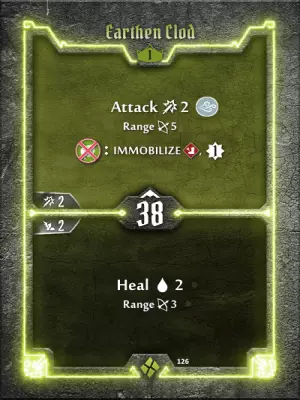 Earthen Clod
1
Attack 2
Range 5
: IMMOBILIZE , 1
2
38
2
Heal 2
Range 3
126